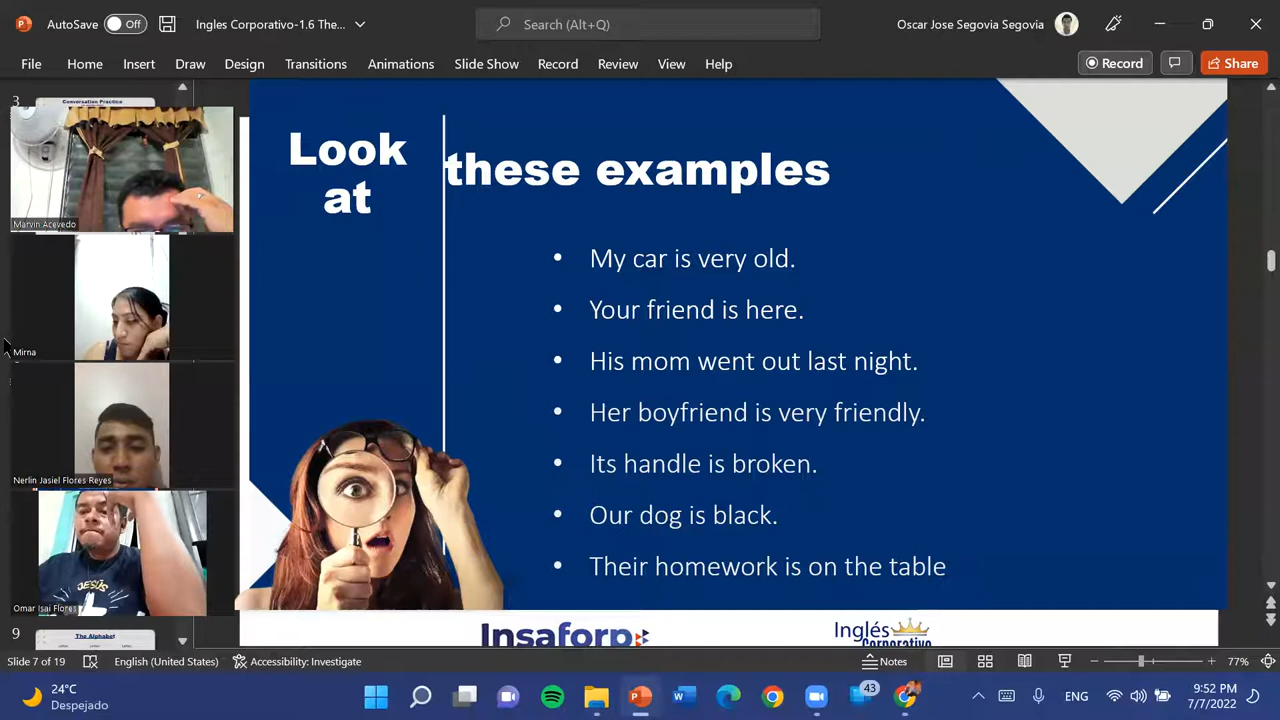 AutoSave Off Ingles Corporativo-1.6 The... Search (Alt+Q) Oscar Jose Segovia Segovia
File Home Insert Draw Design Transitions Animations Slide Show Record Review View Help Record Share
3
Conversation Practice
Marvin Acevedo
Mirna
Nerlin Jasiel Flores Reyes
JESÚS
Omar Isai Flores
9
The Alphabet
Look
at
these examples
• My car is very old.
• Your friend is here.
• His mom went out last night.
• Her boyfriend is very friendly.
• Its handle is broken.
• Our dog is black.
• Their homework is on the table
Insaforp
Inglés
Corporativo
Slide 7 of 19 English (United States) Accessibility: Investigate Notes 77%
24°C
Despejado
43
ENG
9:52 PM
7/7/2022